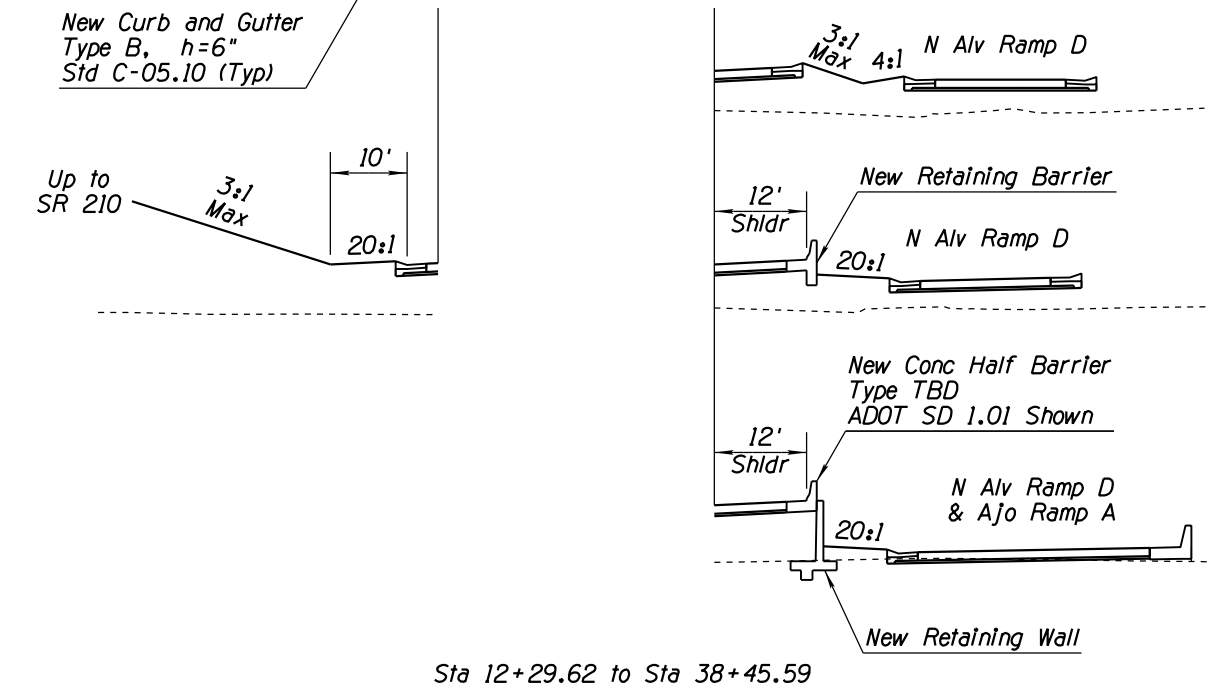 New Curb and Gutter
Type B, h=6"
Std C-05.10 (Typ)
10'
Up to
SR 210
3:1
Max
20:1
3:1
Max
4:1
N Alv Ramp D
New Retaining Barrier
12'
Shldr
N Alv Ramp D
20:1
New Conc Half Barrier
Type TBD
ADOT SD 1.01 Shown
12'
Shldr
N Alv Ramp D
& Ajo Ramp A
20:1
New Retaining Wall
Sta 12+29.62 to Sta 38+45.59